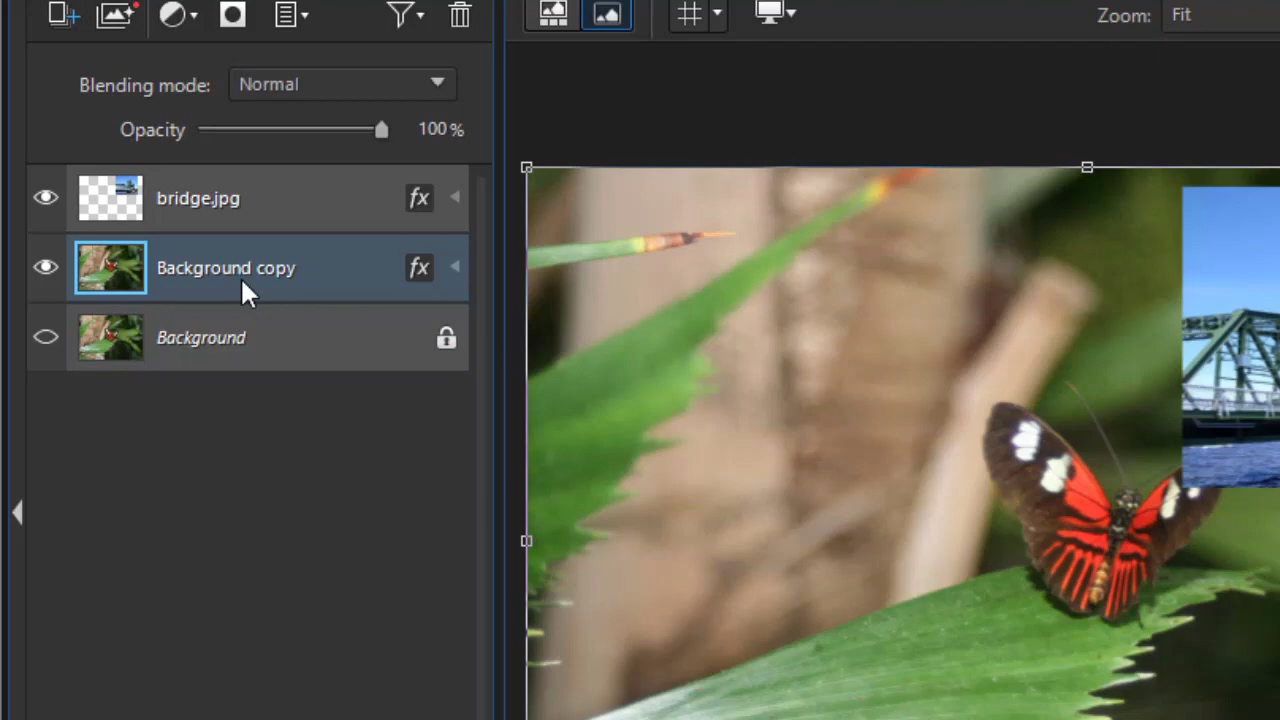 Zoom: Fit
Blending mode: Normal
Opacity 100 %
bridge.jpg fx
Background copy fx
Background